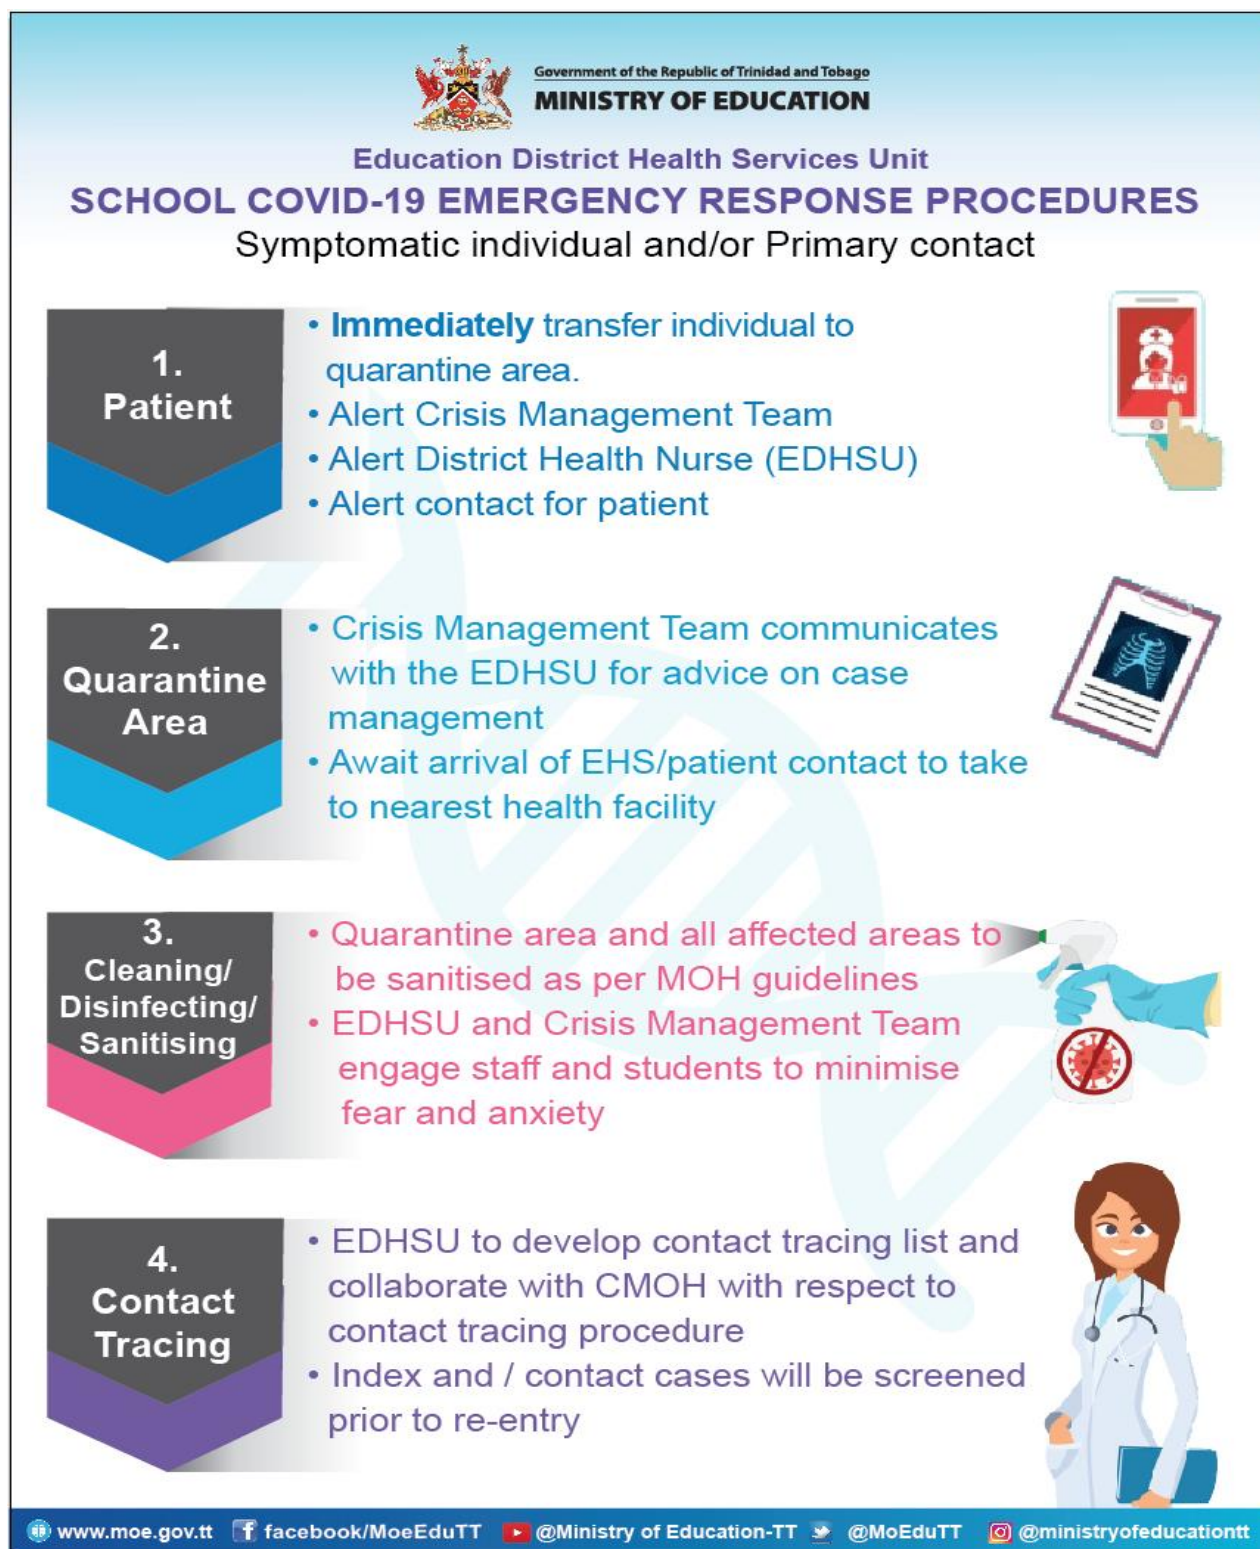 Government of the Republic of Trinidad and Tobago
MINISTRY OF EDUCATION
Education District Health Services Unit
SCHOOL COVID-19 EMERGENCY RESPONSE PROCEDURES
Symptomatic individual and/or Primary contact
1.
Patient
• Immediately transfer individual to
quarantine area.
• Alert Crisis Management Team
• Alert District Health Nurse (EDHSU)
• Alert contact for patient
2.
Quarantine
Area
• Crisis Management Team communicates
with the EDHSU for advice on case
management
• Await arrival of EHS/patient contact to take
to nearest health facility
3.
Cleaning/
Disinfecting/
Sanitising
• Quarantine area and all affected areas to
be sanitised as per MOH guidelines
• EDHSU and Crisis Management Team
engage staff and students to minimise
fear and anxiety
4.
Contact
Tracing
• EDHSU to develop contact tracing list and
collaborate with CMOH with respect to
contact tracing procedure
• Index and / contact cases will be screened
prior to re-entry
www.moe.gov.tt facebook/MoeEduTT @Ministry of Education-TT @MoEduTT @ministryofeducationtt